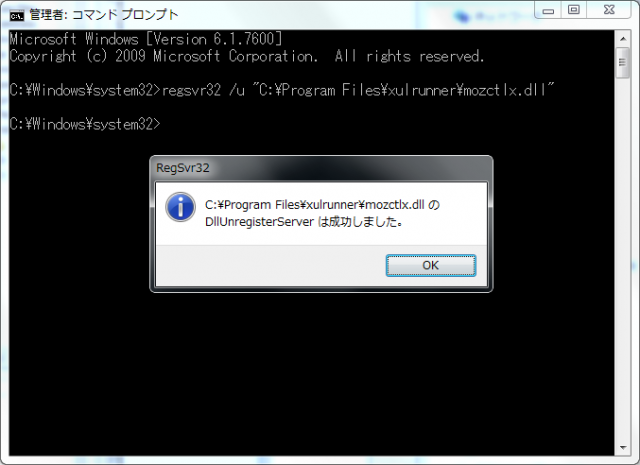 管理者: コマンド プロンプト
Microsoft Windows [Version 6.1.7600]
Copyright (c) 2009 Microsoft Corporation.  All rights reserved.
C:¥Windows¥system32>regsvr32 /u "C:¥Program Files¥xulrunner¥mozctlx.dll"
C:¥Windows¥system32>
RegSvr32
C:¥Program Files¥xulrunner¥mozctlx.dll の
DllUnregisterServer は成功しました。
OK